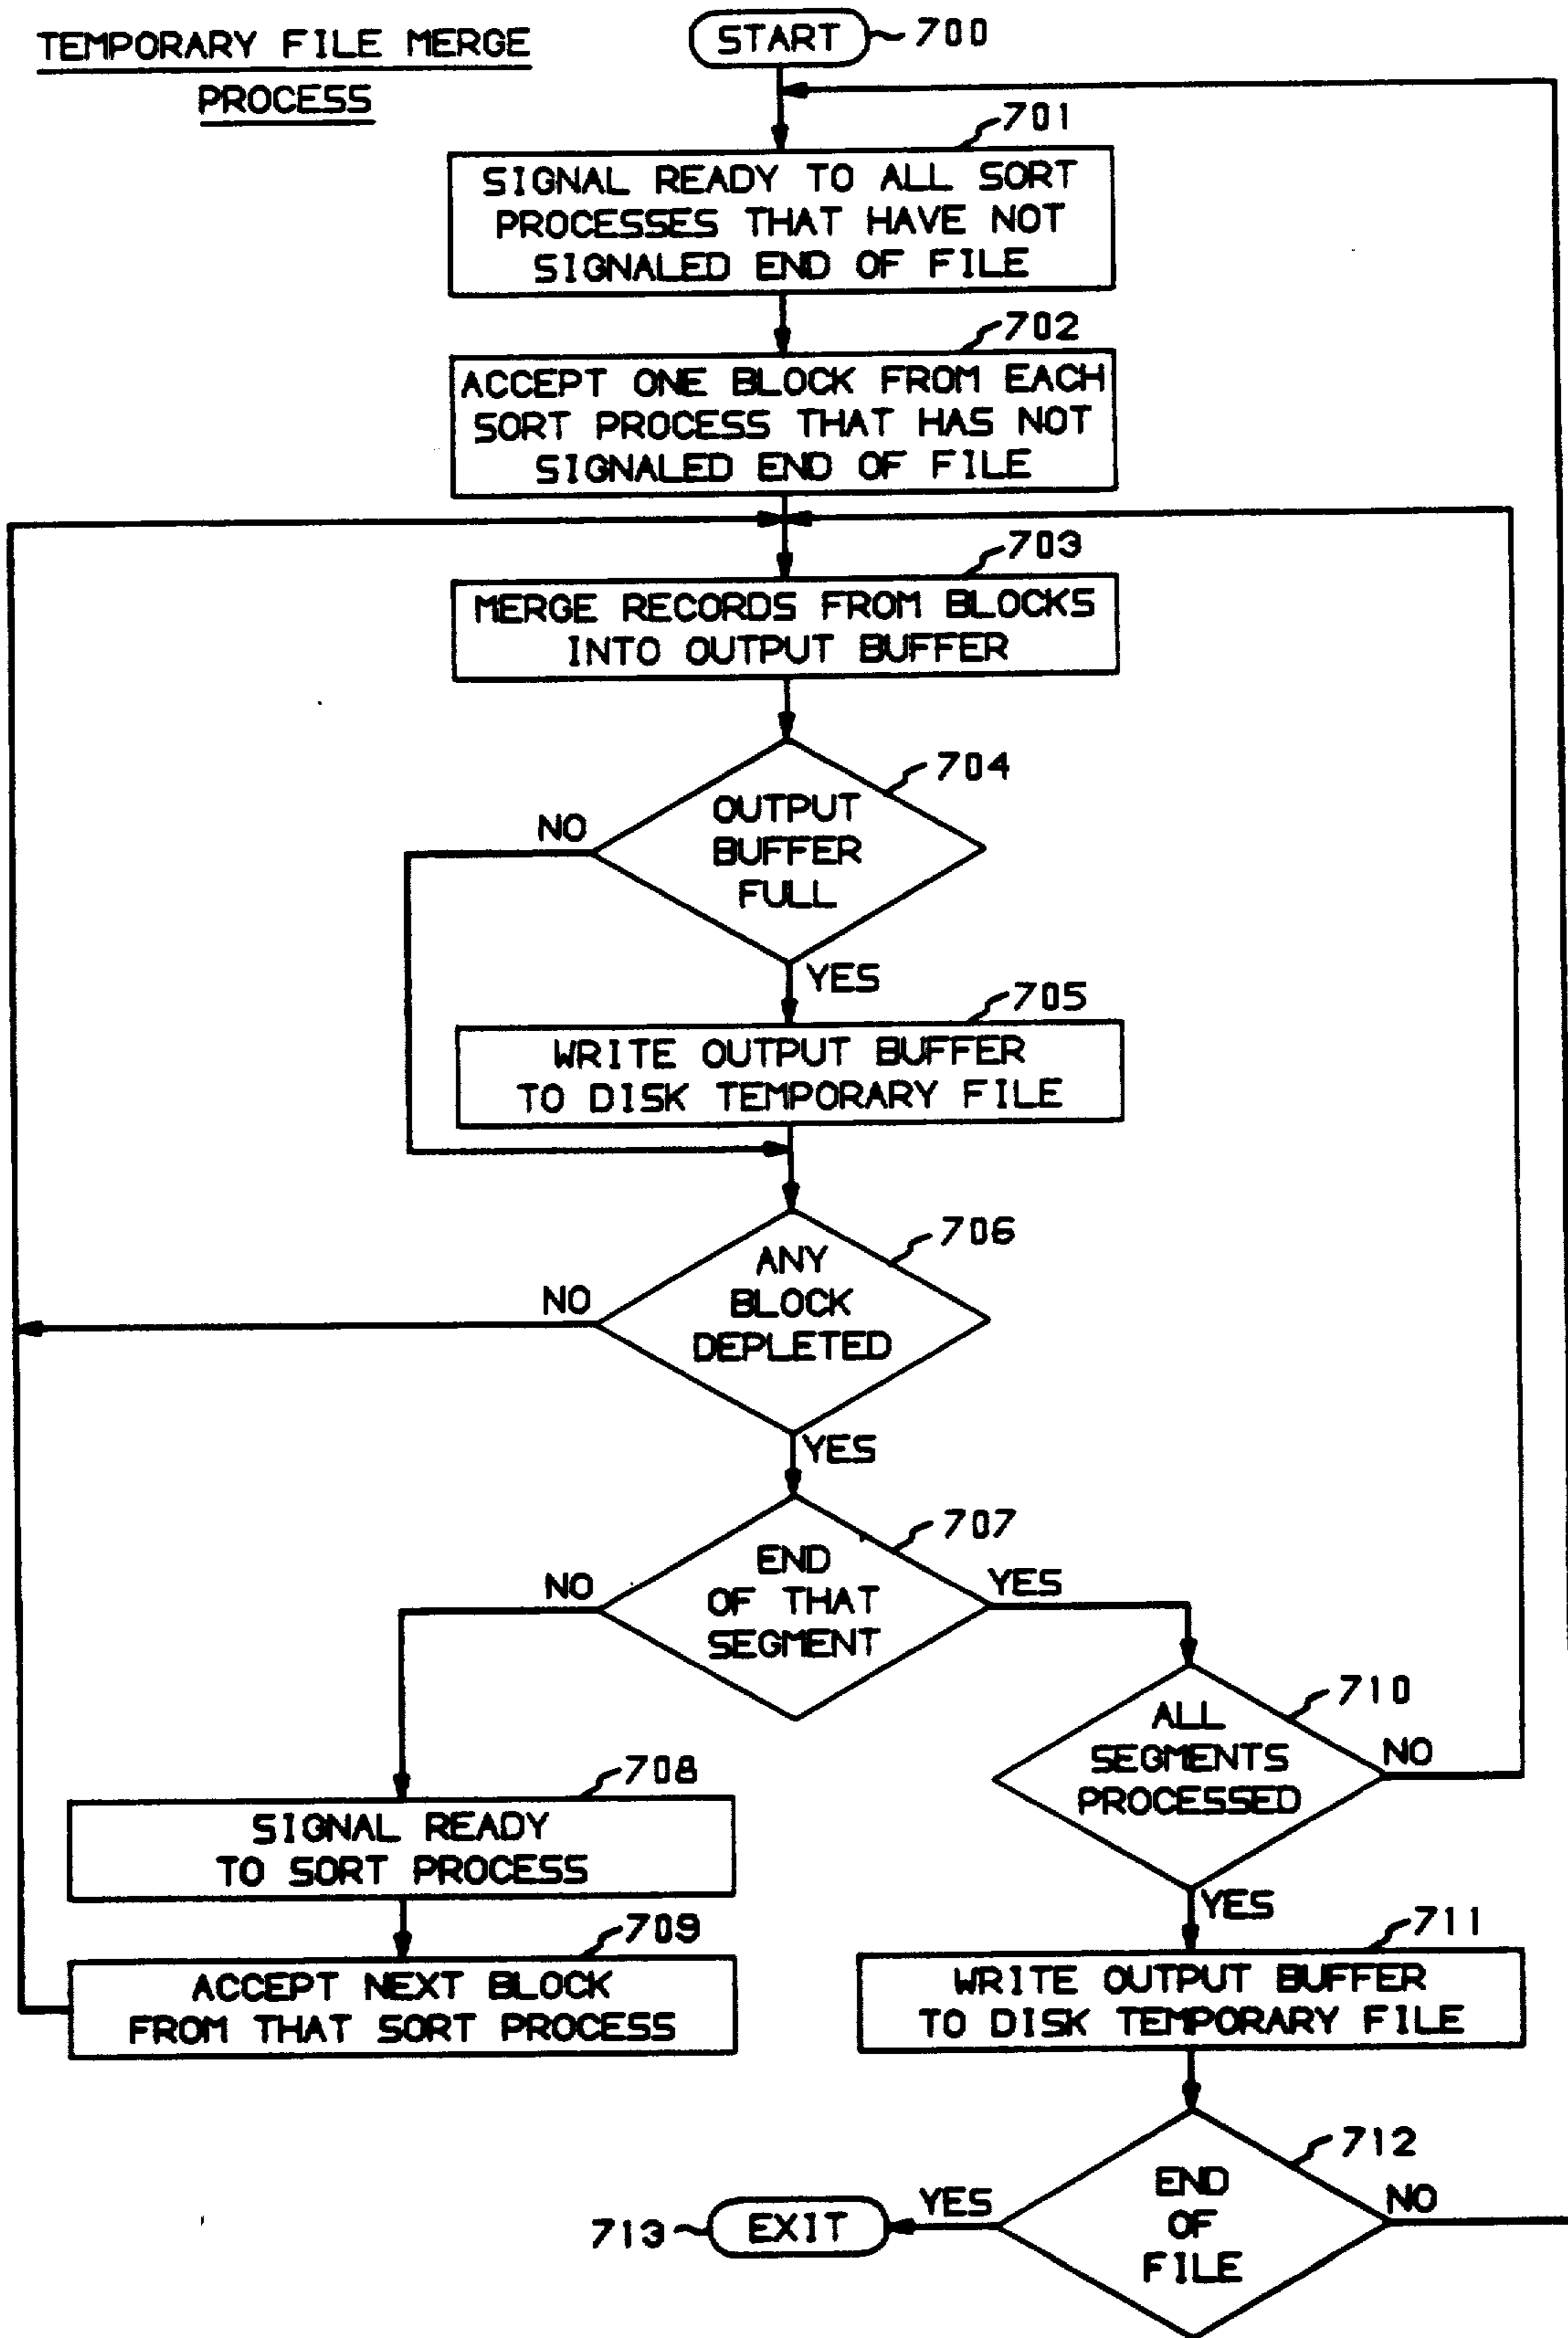 TEMPORARY FILE MERGE
PROCESS
START
700
701
SIGNAL READY TO ALL SORT
PROCESSES THAT HAVE NOT
SIGNALED END OF FILE
702
ACCEPT ONE BLOCK FROM EACH
SORT PROCESS THAT HAS NOT
SIGNALED END OF FILE
703
MERGE RECORDS FROM BLOCKS
INTO OUTPUT BUFFER
704
OUTPUT
BUFFER
FULL
NO
YES
705
WRITE OUTPUT BUFFER
TO DISK TEMPORARY FILE
706
ANY
BLOCK
DEPLETED
NO
YES
707
END
OF THAT
SEGMENT
NO
YES
708
SIGNAL READY
TO SORT PROCESS
709
ACCEPT NEXT BLOCK
FROM THAT SORT PROCESS
710
ALL
SEGMENTS
PROCESSED
NO
YES
711
WRITE OUTPUT BUFFER
TO DISK TEMPORARY FILE
712
END
OF
FILE
YES
NO
713
EXIT